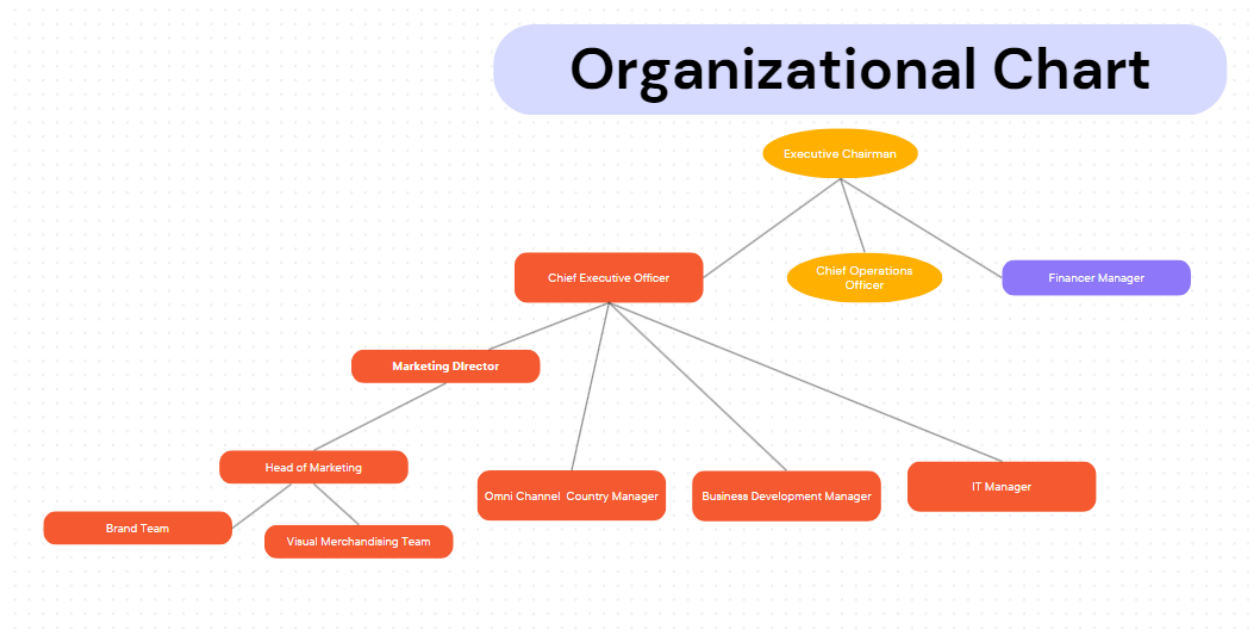 Organizational Chart
Executive Chairman
Chief Executive Officer
Chief Operations
Officer
Financer Manager
Marketing DIrector
Head of Marketing
Omni Channel  Country Manager
Business Development Manager
IT Manager
Brand Team
Visual Merchandising Team